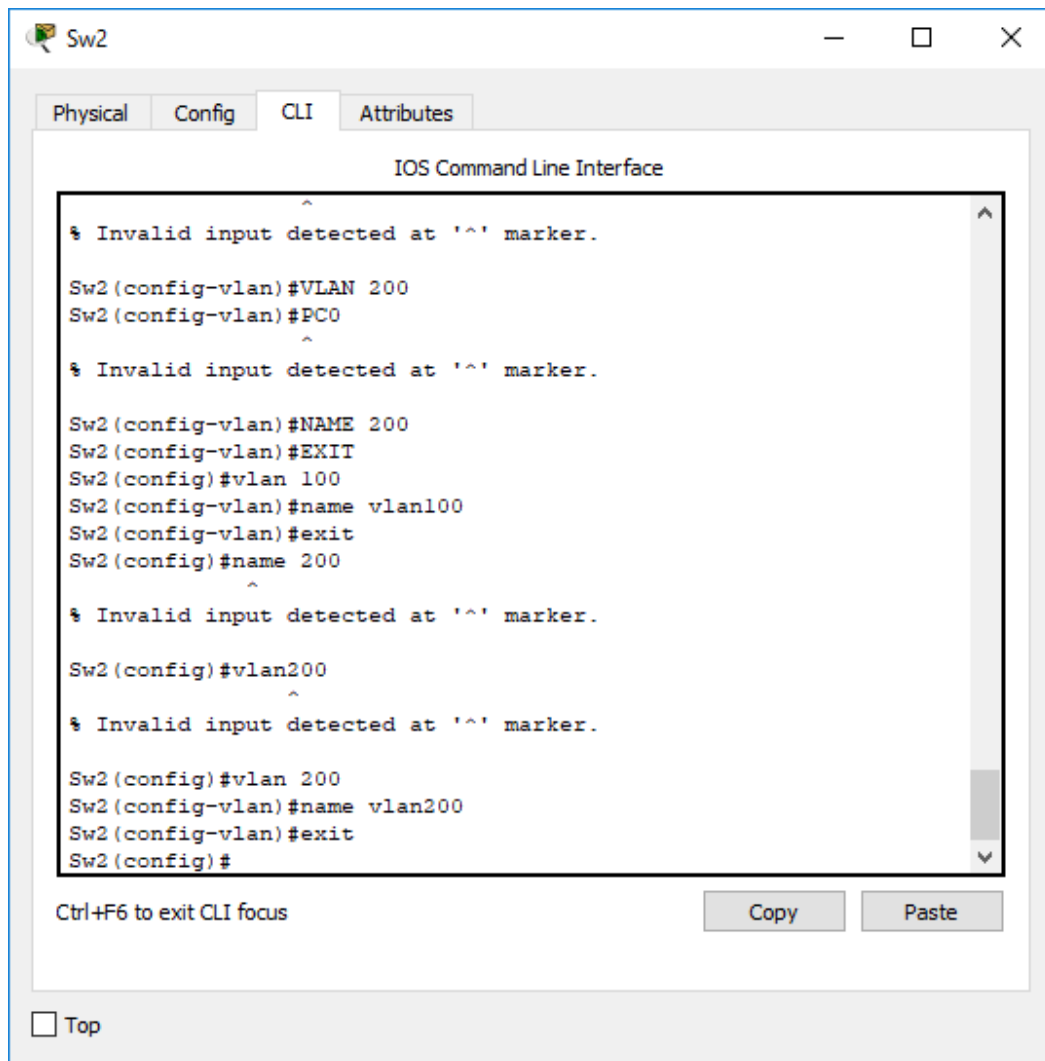 Sw2
Physical Config CLI Attributes
IOS Command Line Interface
^
% Invalid input detected at '^' marker.
Sw2(config-vlan)#VLAN 200
Sw2(config-vlan)#PC0
^
% Invalid input detected at '^' marker.
Sw2(config-vlan)#NAME 200
Sw2(config-vlan)#EXIT
Sw2(config)#vlan 100
Sw2(config-vlan)#name vlan100
Sw2(config-vlan)#exit
Sw2(config)#name 200
^
% Invalid input detected at '^' marker.
Sw2(config)#vlan200
^
% Invalid input detected at '^' marker.
Sw2(config)#vlan 200
Sw2(config-vlan)#name vlan200
Sw2(config-vlan)#exit
Sw2(config)#
Ctrl+F6 to exit CLI focus Copy Paste
Top